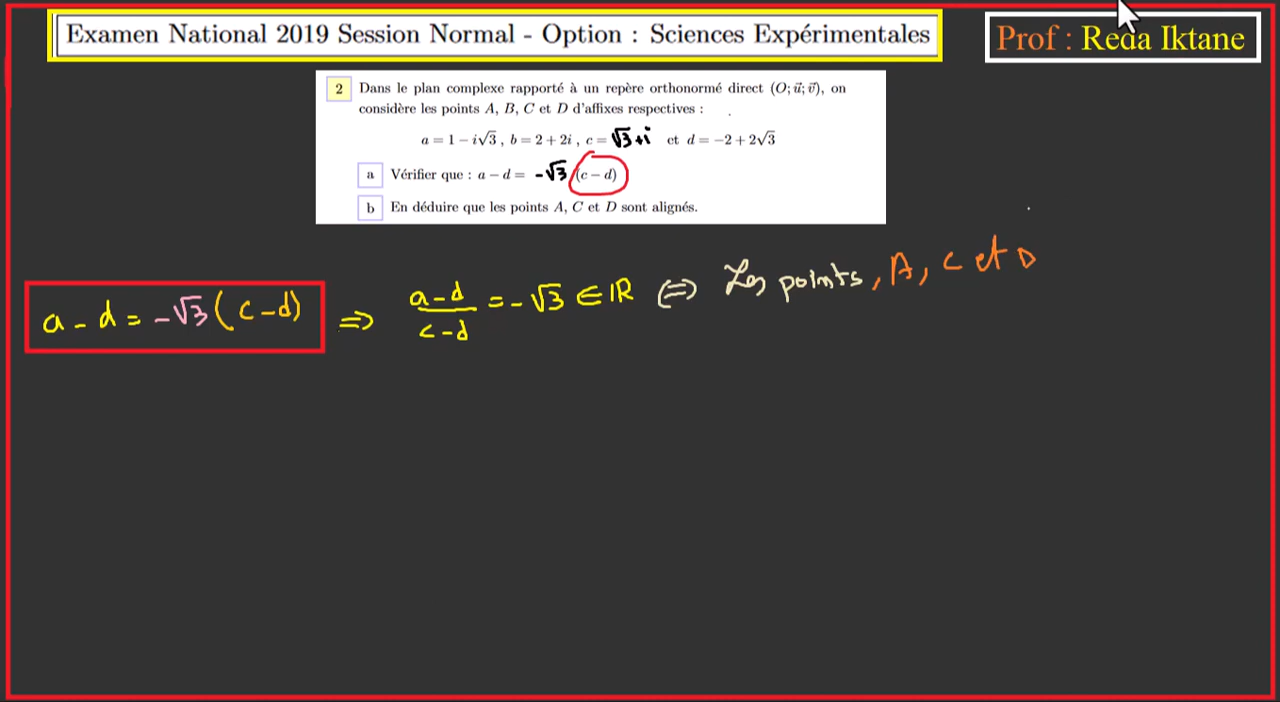 Examen National 2019 Session Normal - Option : Sciences Expérimentales
Prof : Reda Iktane
2 Dans le plan complexe rapporté à un repère orthonormé direct (O; u⃗; v⃗), on
considère les points A, B, C et D d'affixes respectives :
a = 1 − i√3 , b = 2 + 2i , c = √3+i et d = −2 + 2√3
a Vérifier que : a − d = -√3 (c − d)
b En déduire que les points A, C et D sont alignés.
a - d = -√3 (c - d) ⇒ a-d / c-d = - √3 ∈ IR ⇔ Les points, A, C et D